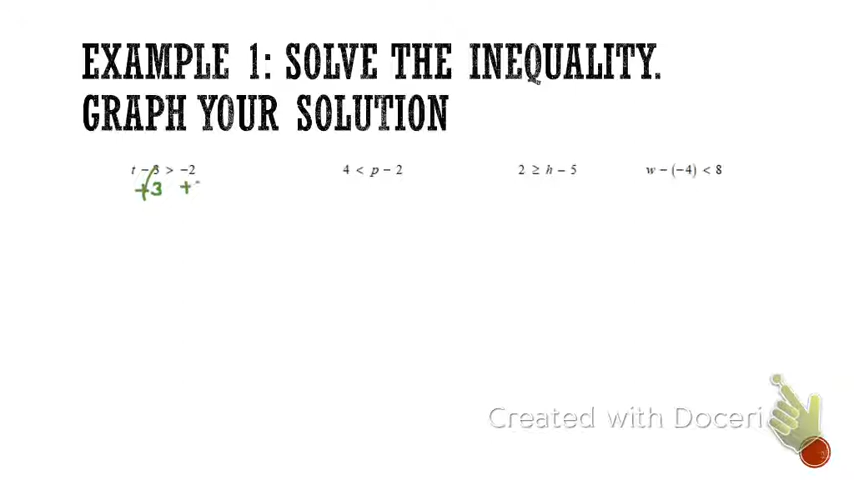 EXAMPLE 1: SOLVE THE INEQUALITY.
GRAPH YOUR SOLUTION
t − 3 > −2
4 < p − 2
2 ≥ h − 5
w − (−4) < 8
+3 +
Created with Doceri